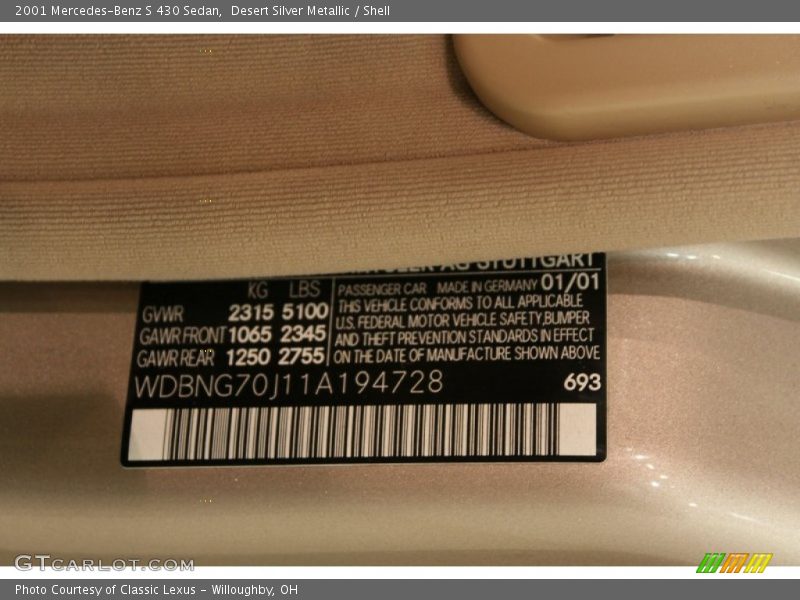 2001 Mercedes-Benz S 430 Sedan, Desert Silver Metallic / Shell
AG STUTTGART
KG LBS
GVWR 2315 5100
GAWR FRONT 1065 2345
GAWR REAR 1250 2755
PASSENGER CAR MADE IN GERMANY 01/01
THIS VEHICLE CONFORMS TO ALL APPLICABLE
U.S. FEDERAL MOTOR VEHICLE SAFETY,BUMPER
AND THEFT PREVENTION STANDARDS IN EFFECT
ON THE DATE OF MANUFACTURE SHOWN ABOVE
WDBNG70J11A194728 693
GTCARLOT.COM
Photo Courtesy of Classic Lexus - Willoughby, OH